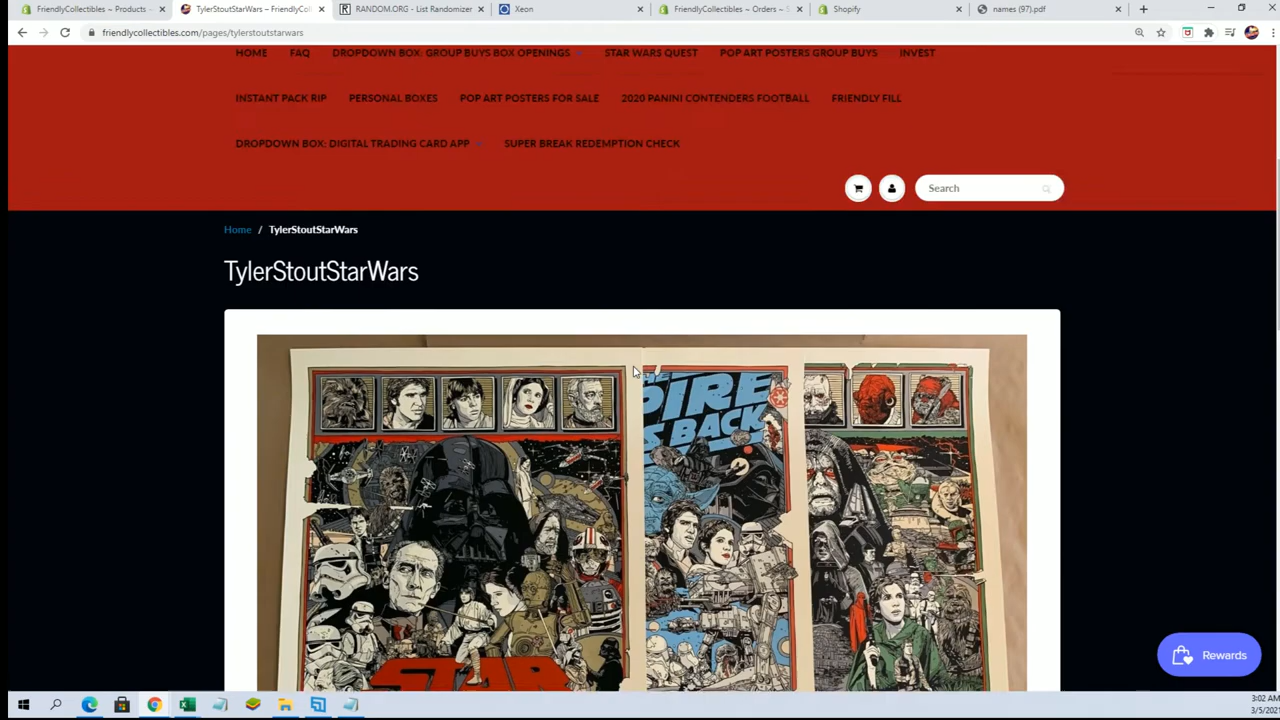 FriendlyCollectibles ~ Products ~
TylerStoutStarWars – FriendlyCol
RANDOM.ORG - List Randomizer
Xeon
FriendlyCollectibles ~ Orders ~ S
Shopify
names (97).pdf
friendlycollectibles.com/pages/tylerstoutstarwars
HOME FAQ DROPDOWN BOX: GROUP BUYS BOX OPENINGS STAR WARS QUEST POP ART POSTERS GROUP BUYS INVEST
INSTANT PACK RIP PERSONAL BOXES POP ART POSTERS FOR SALE 2020 PANINI CONTENDERS FOOTBALL FRIENDLY FILL
DROPDOWN BOX: DIGITAL TRADING CARD APP SUPER BREAK REDEMPTION CHECK
Search
Home / TylerStoutStarWars
TylerStoutStarWars
PIRE
BACK
STAR
Rewards
3:02 AM
3/5/2021